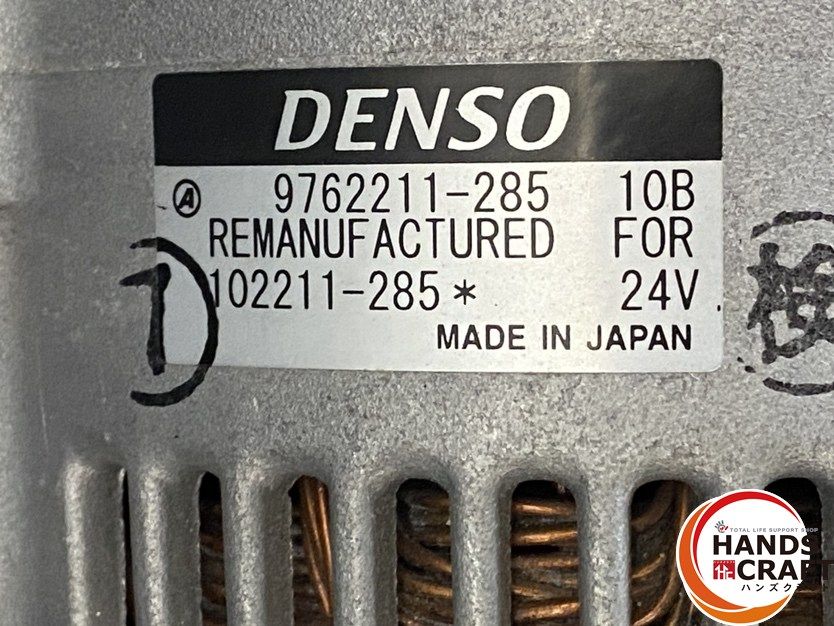 DENSO
A 9762211-285 10B
REMANUFACTURED FOR
102211-285* 24V
MADE IN JAPAN
1
検
TOTAL LIFE SUPPORT SHOP
HANDS
CRAFT
ハンズク